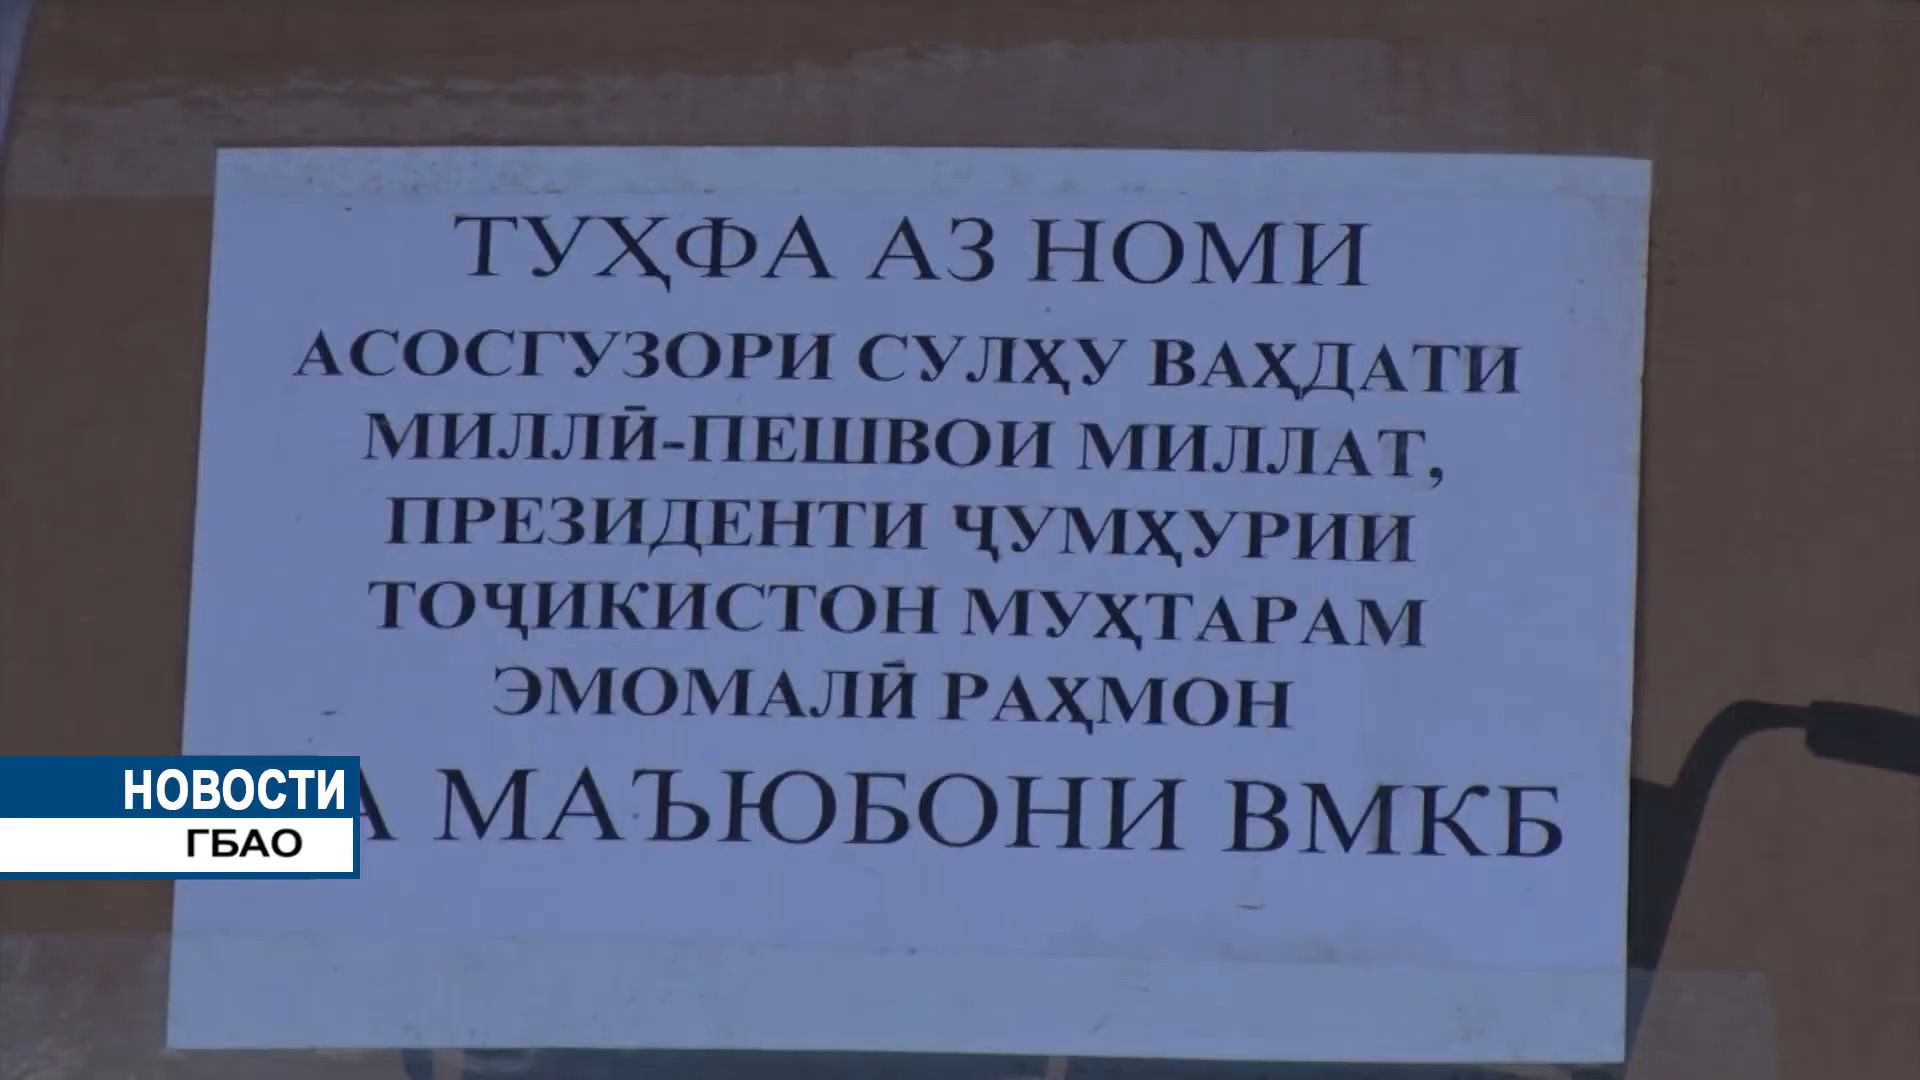 ТУҲФА АЗ НОМИ
АСОСГУЗОРИ СУЛҲУ ВАҲДАТИ
МИЛЛӢ-ПЕШВОИ МИЛЛАТ,
ПРЕЗИДЕНТИ ҶУМҲУРИИ
ТОҶИКИСТОН МУҲТАРАМ
ЭМОМАЛӢ РАҲМОН
МАЪЮБОНИ ВМКБ
НОВОСТИ
ГБАО